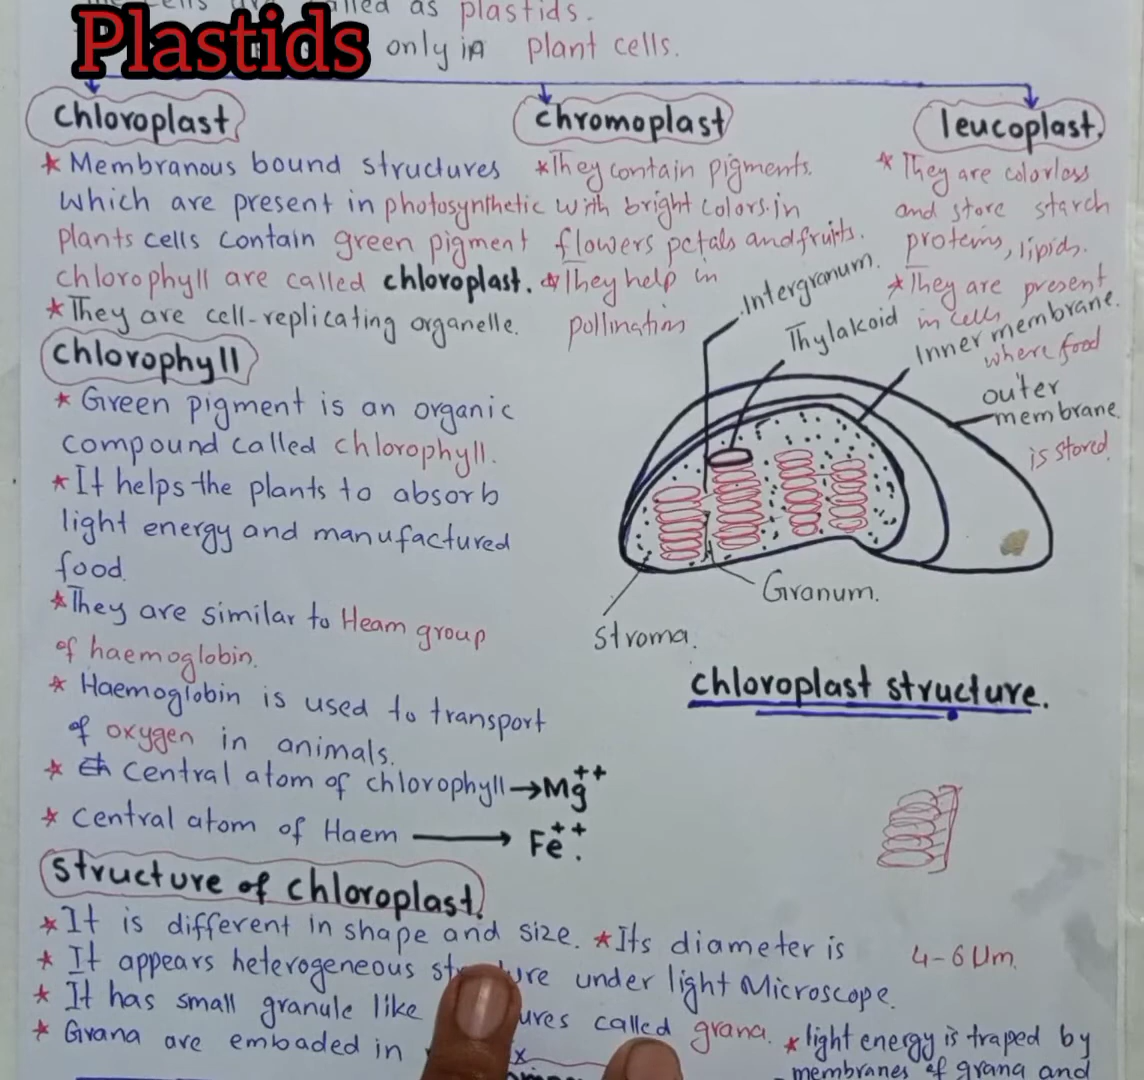 as plastids.
Plastids only in plant cells.
chloroplast
* Membranous bound structures
which are present in photosynthetic
plants cells contain green pigment
chlorophyll are called chloroplast.
* They are cell-replicating organelle.
chromoplast
* They contain pigments.
with bright colors in
flowers petals and fruits.
* They help in
pollination
leucoplast.
* They are colorless
and store starch
proteins, lipids.
* They are present
in cells
where food
is stored.
chlorophyll
* Green pigment is an organic
compound called chlorophyll.
* It helps the plants to absorb
light energy and manufactured
food.
* They are similar to Heam group
of haemoglobin.
* Haemoglobin is used to transport
of oxygen in animals.
* central atom of chlorophyll → Mg++
* central atom of Haem → Fe++.
Intergranum.
Thylakoid
Inner membrane.
outer
membrane
Granum.
stroma.
chloroplast structure.
structure of chloroplast.
* It is different in shape and size. * Its diameter is 4-6 Um.
* It appears heterogeneous under light Microscope.
* It has small granule like called grana.
* Grana are embaded in
* light energy is traped by
membranes of grana and